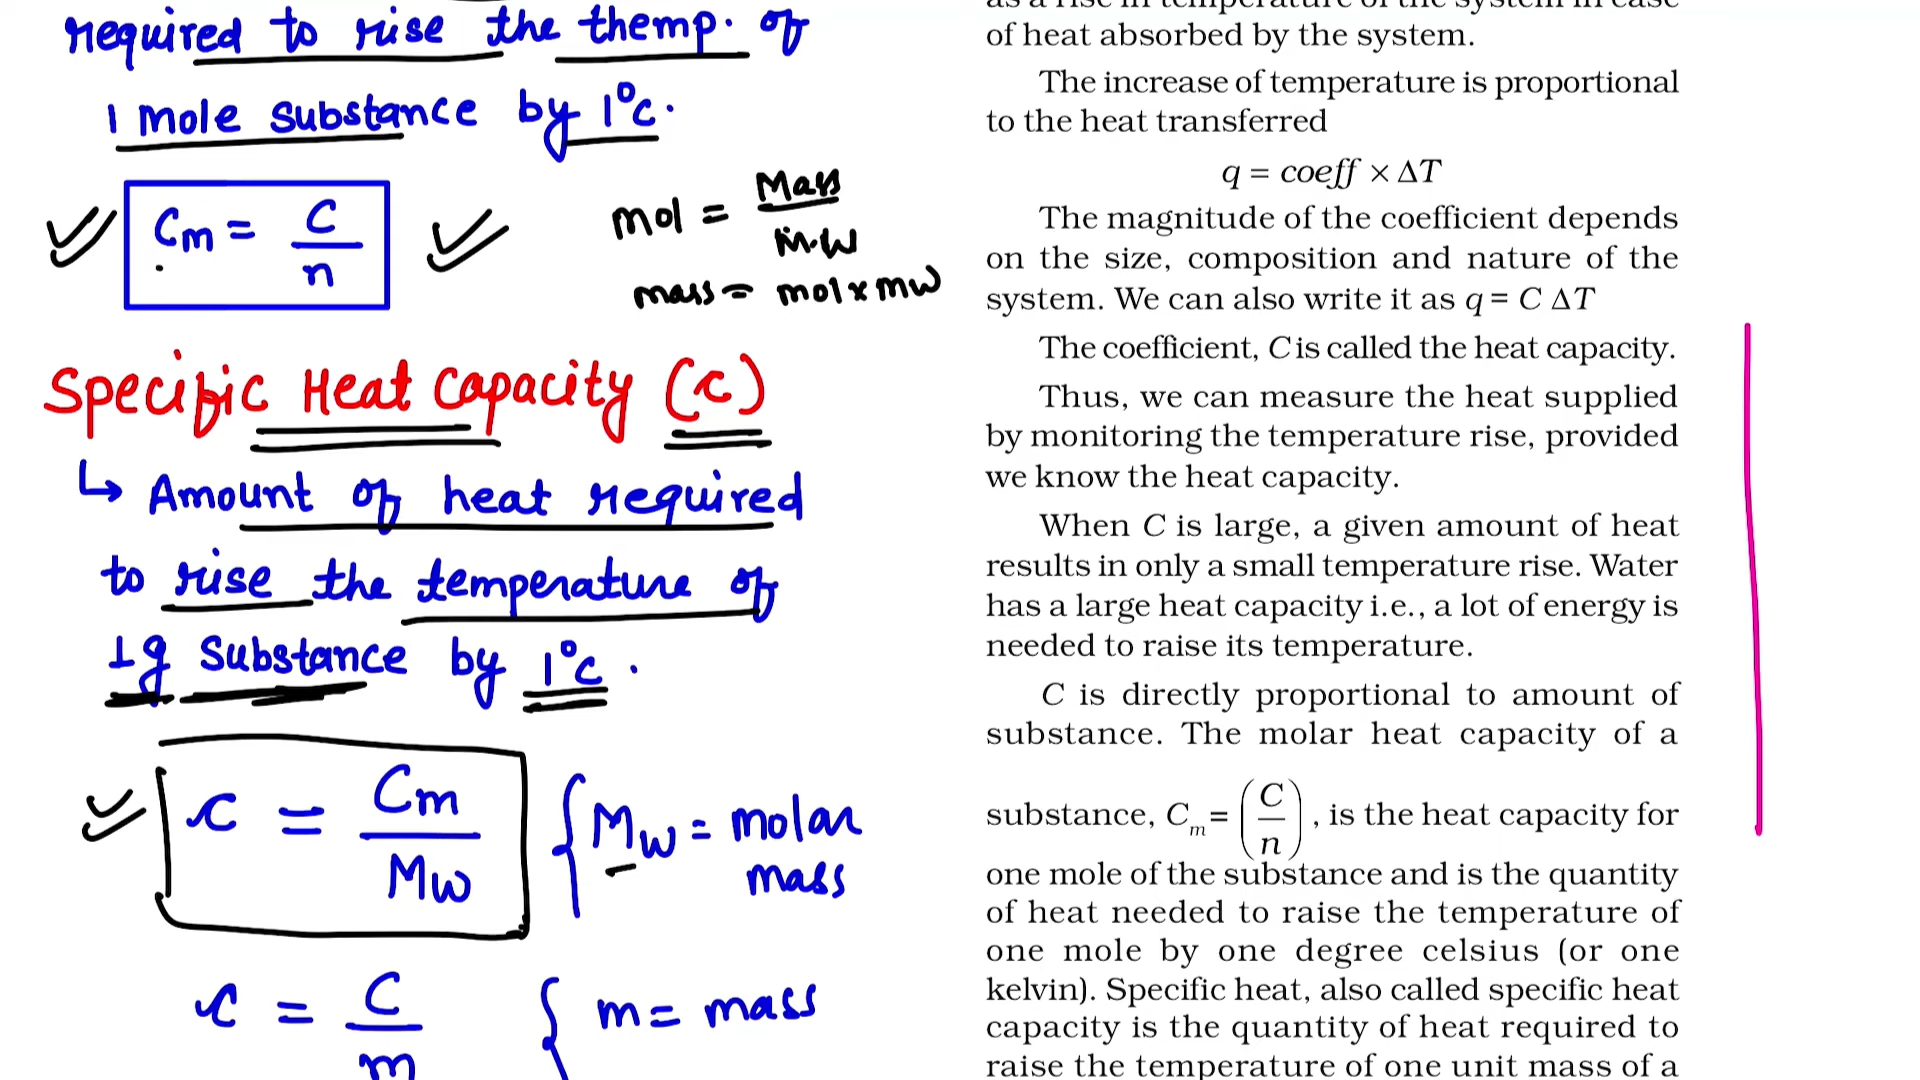 required to rise the themp. of
1 mole substance by 1°c.
Cm = C/n
mol = Mass/M.W
mass = mol x mw
Specific Heat Capacity (c)
↳ Amount of heat required
to rise the temperature of
1g substance by 1°c.
c = Cm/Mw { Mw = molar mass
c = C/m { m = mass
as a rise in temperature of the system in case
of heat absorbed by the system.
The increase of temperature is proportional
to the heat transferred
q = coeff × ΔT
The magnitude of the coefficient depends
on the size, composition and nature of the
system. We can also write it as q = C ΔT
The coefficient, C is called the heat capacity.
Thus, we can measure the heat supplied
by monitoring the temperature rise, provided
we know the heat capacity.
When C is large, a given amount of heat
results in only a small temperature rise. Water
has a large heat capacity i.e., a lot of energy is
needed to raise its temperature.
C is directly proportional to amount of
substance. The molar heat capacity of a
substance, Cm = (C/n), is the heat capacity for
one mole of the substance and is the quantity
of heat needed to raise the temperature of
one mole by one degree celsius (or one
kelvin). Specific heat, also called specific heat
capacity is the quantity of heat required to
raise the temperature of one unit mass of a